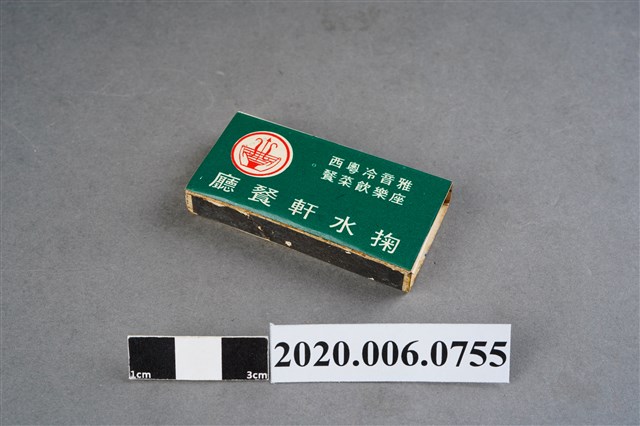 雅座
音樂
冷飲
粵菜
西餐
掬水軒餐廳
1cm 3cm
2020.006.0755